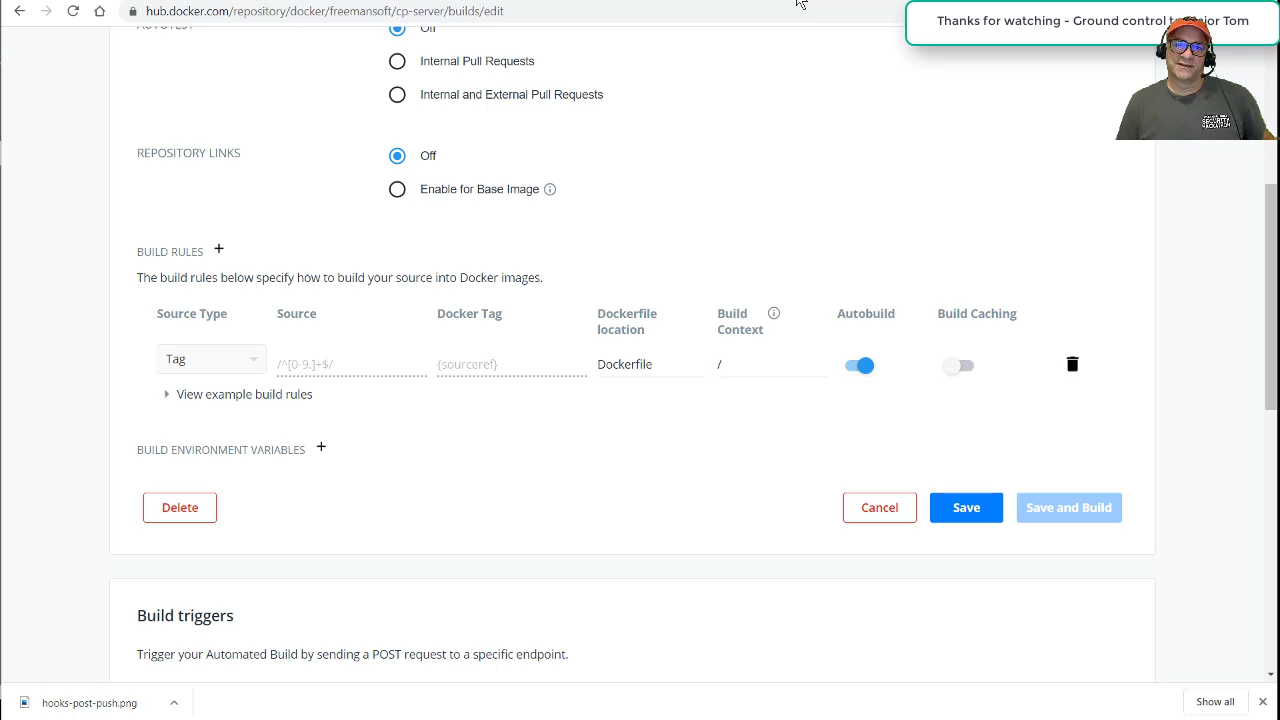 hub.docker.com/repository/docker/freemansoft/cp-server/builds/edit
Thanks for watching - Ground control to Major Tom
AUTOTEST
Off
Internal Pull Requests
Internal and External Pull Requests
REPOSITORY LINKS
Off
Enable for Base Image
BUILD RULES +
The build rules below specify how to build your source into Docker images.
Source Type Source Docker Tag Dockerfile location Build Context Autobuild Build Caching
Tag /^[0-9.]+$/ {sourceref} Dockerfile /
View example build rules
BUILD ENVIRONMENT VARIABLES +
Delete Cancel Save Save and Build
Build triggers
Trigger your Automated Build by sending a POST request to a specific endpoint.
hooks-post-push.png Show all